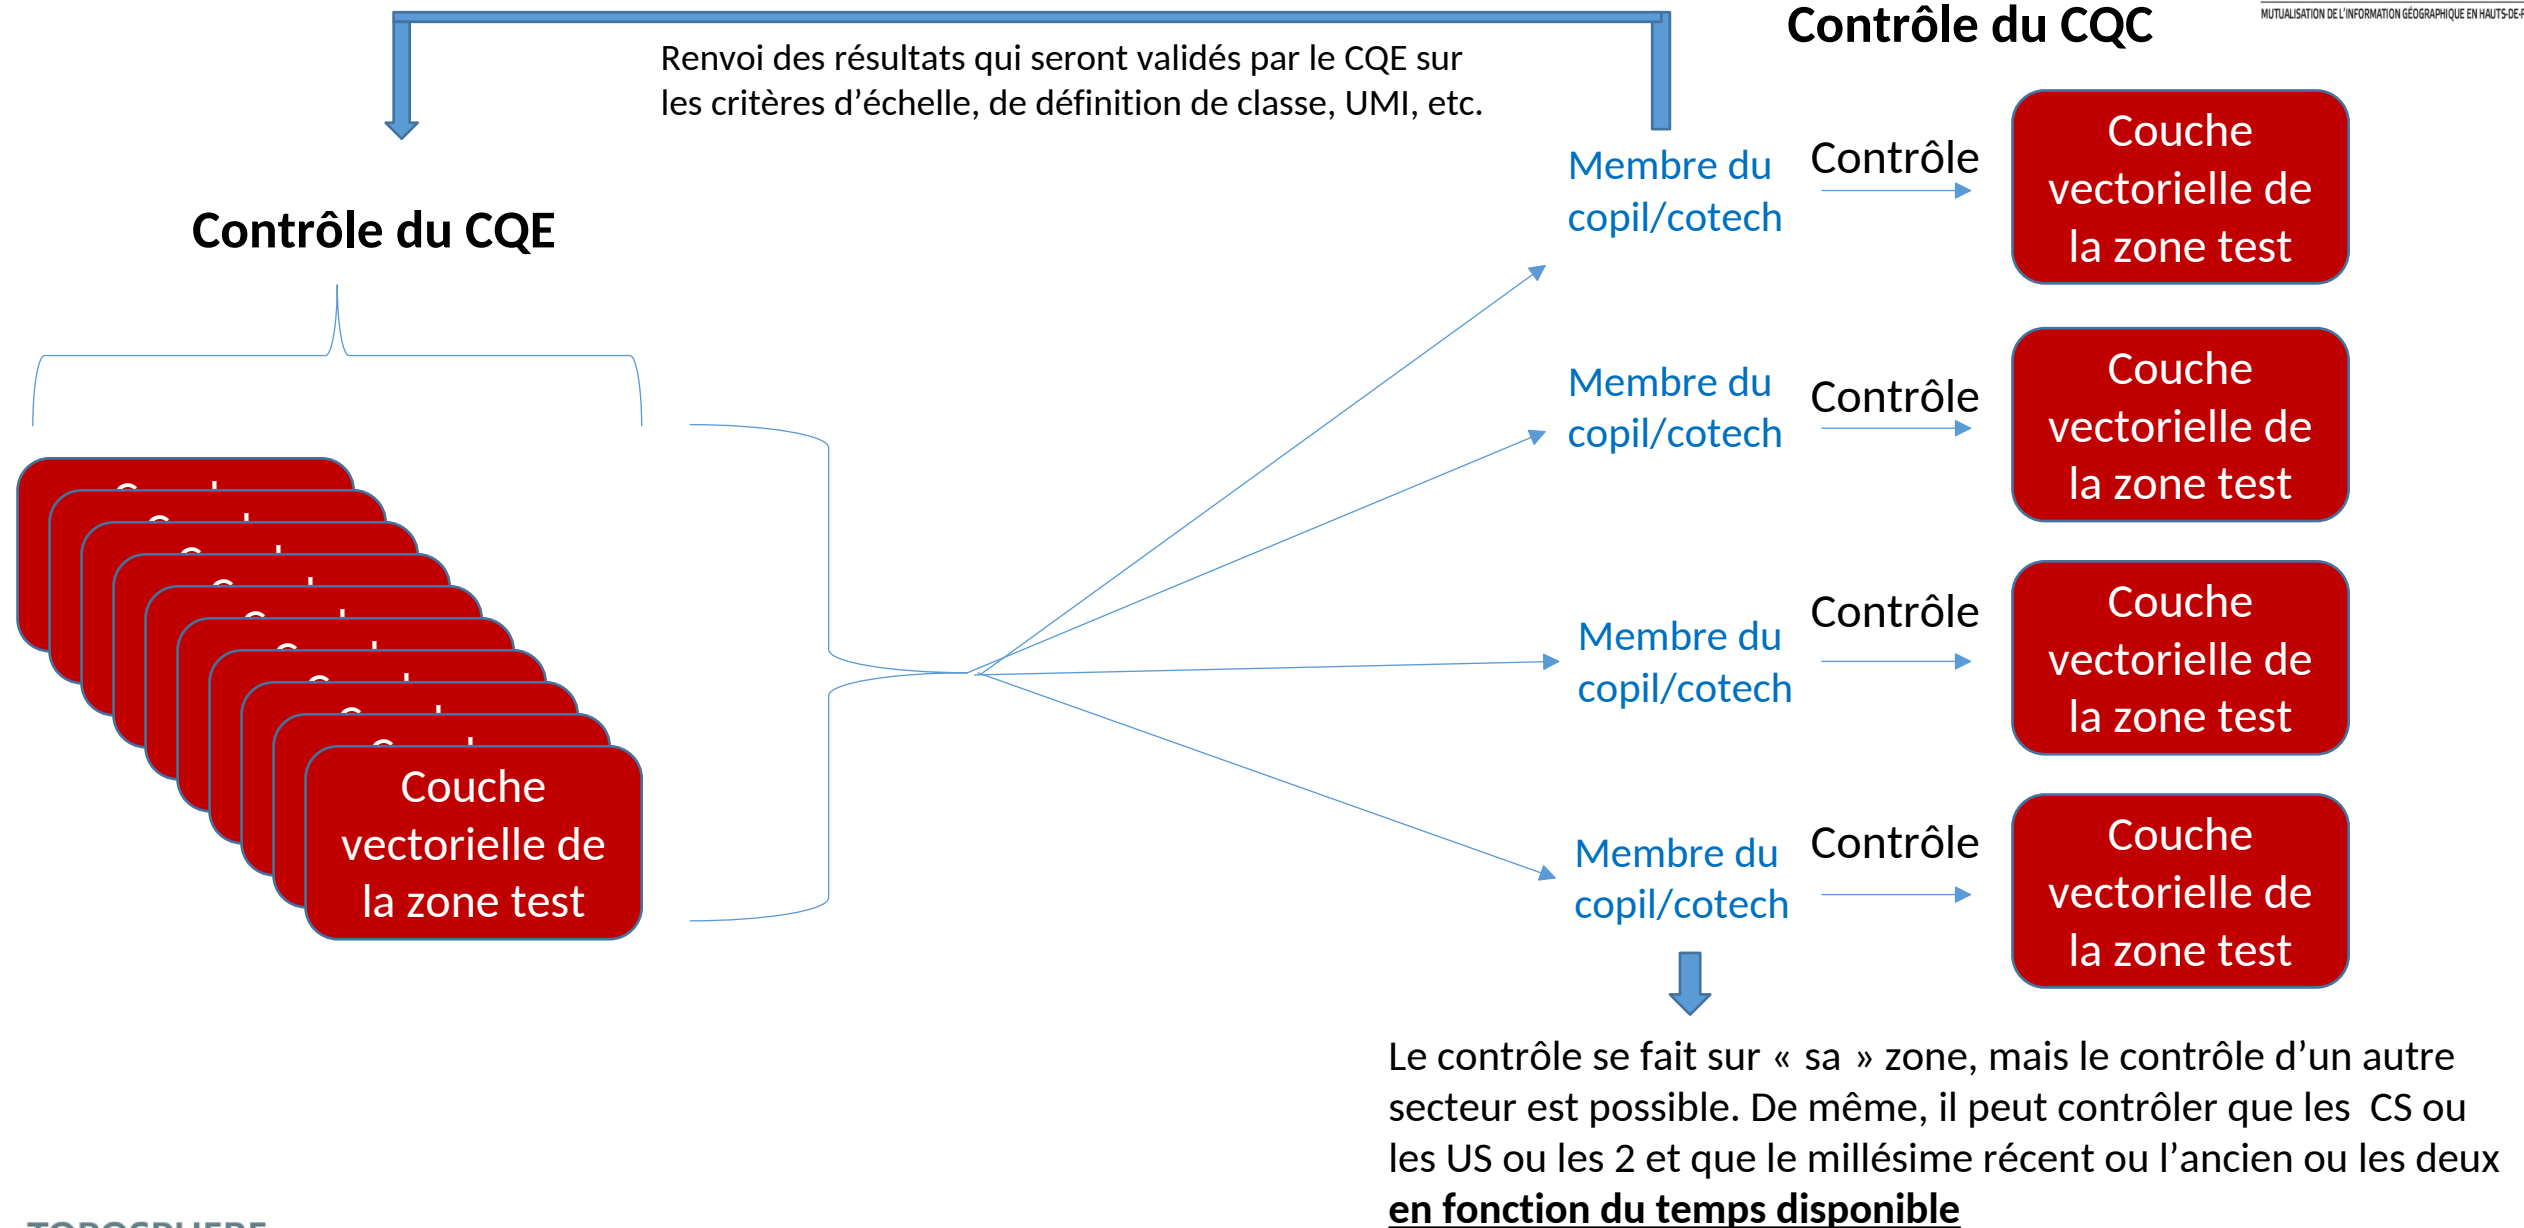 Contrôle du CQC
MUTUALISATION DE L'INFORMATION GÉOGRAPHIQUE EN HAUTS-DE-
Renvoi des résultats qui seront validés par le CQE sur
les critères d’échelle, de définition de classe, UMI, etc.
Contrôle du CQE
Couche
vectorielle de
la zone test
Membre du
copil/cotech
Contrôle
Couche
vectorielle de
la zone test
Membre du
copil/cotech
Contrôle
Couche
vectorielle de
la zone test
Membre du
copil/cotech
Contrôle
Couche
vectorielle de
la zone test
Membre du
copil/cotech
Contrôle
Couche
vectorielle de
la zone test
Le contrôle se fait sur « sa » zone, mais le contrôle d’un autre
secteur est possible. De même, il peut contrôler que les CS ou
les US ou les 2 et que le millésime récent ou l’ancien ou les deux
en fonction du temps disponible
TOPOSPHERE